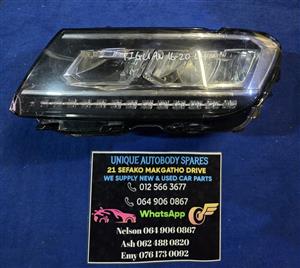 TIGUAN 16-20 L
UNIQUE AUTOBODY SPARES
21 SEFAKO MAKGATHO DRIVE
WE SUPPLY NEW & USED CAR PARTS
012 566 3677
064 906 0867
WhatsApp
Nelson 064 906 0867
Ash 062 488 0820
Emy 076 173 0092